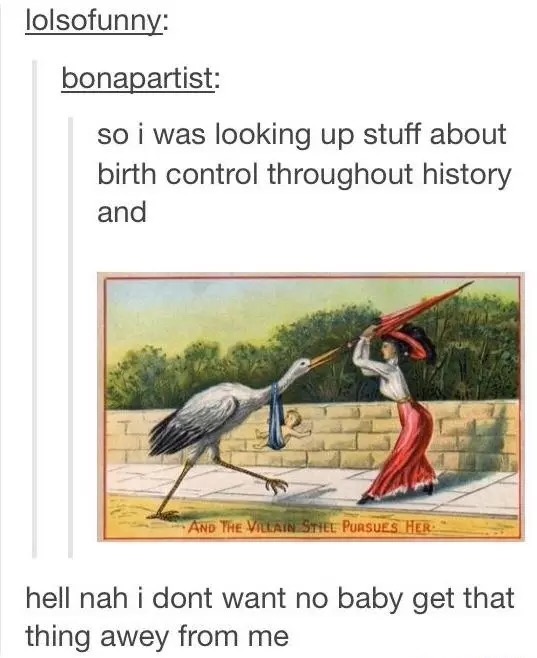 lolsofunny:
bonapartist:
so i was looking up stuff about
birth control throughout history
and
AND THE VILLAIN STILL PURSUES HER.
hell nah i dont want no baby get that
thing awey from me